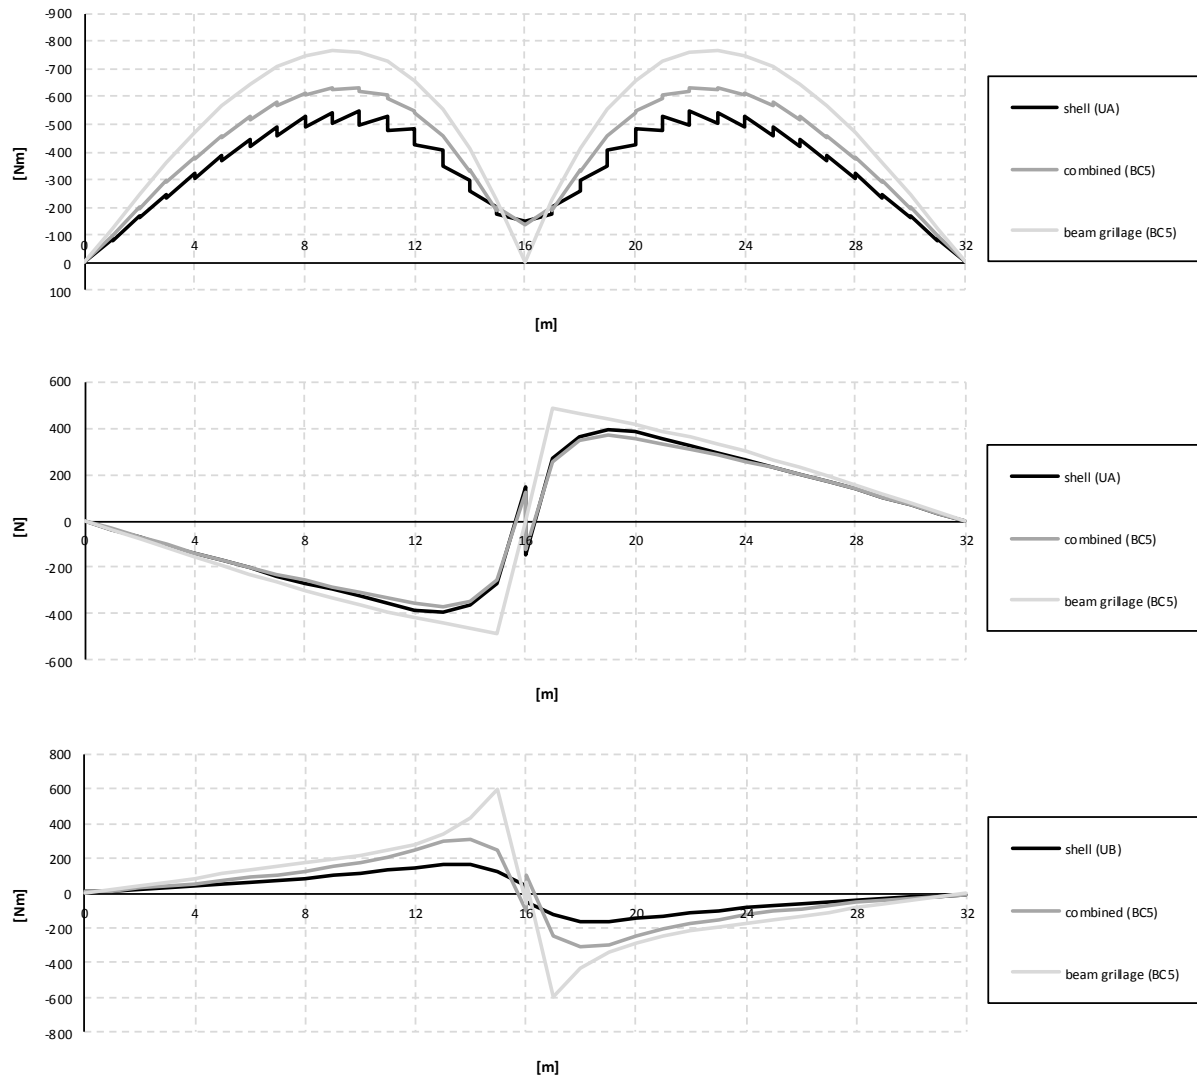 -900
-800
-700
-600
-500
-400
-300
-200
-100
0
100
[Nm]
0 4 8 12 16 20 24 28 32
[m]
shell (UA)
combined (BC5)
beam grillage (BC5)
600
400
200
0
-200
-400
-600
[N]
0 4 8 12 16 20 24 28 32
[m]
shell (UA)
combined (BC5)
beam grillage (BC5)
800
600
400
200
0
-200
-400
-600
-800
[Nm]
0 4 8 12 16 20 24 28 32
[m]
shell (UB)
combined (BC5)
beam grillage (BC5)